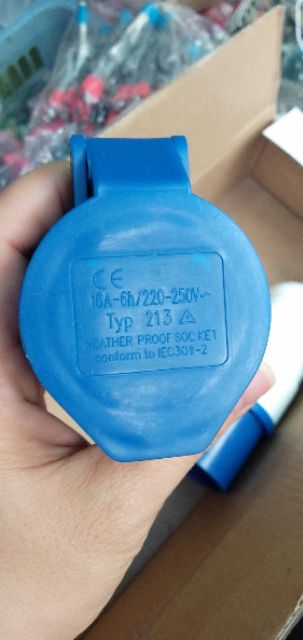 CE
16A-6h/220-250V~
Typ 213
WEATHER PROOF SOCKET
conform to IEC309-2